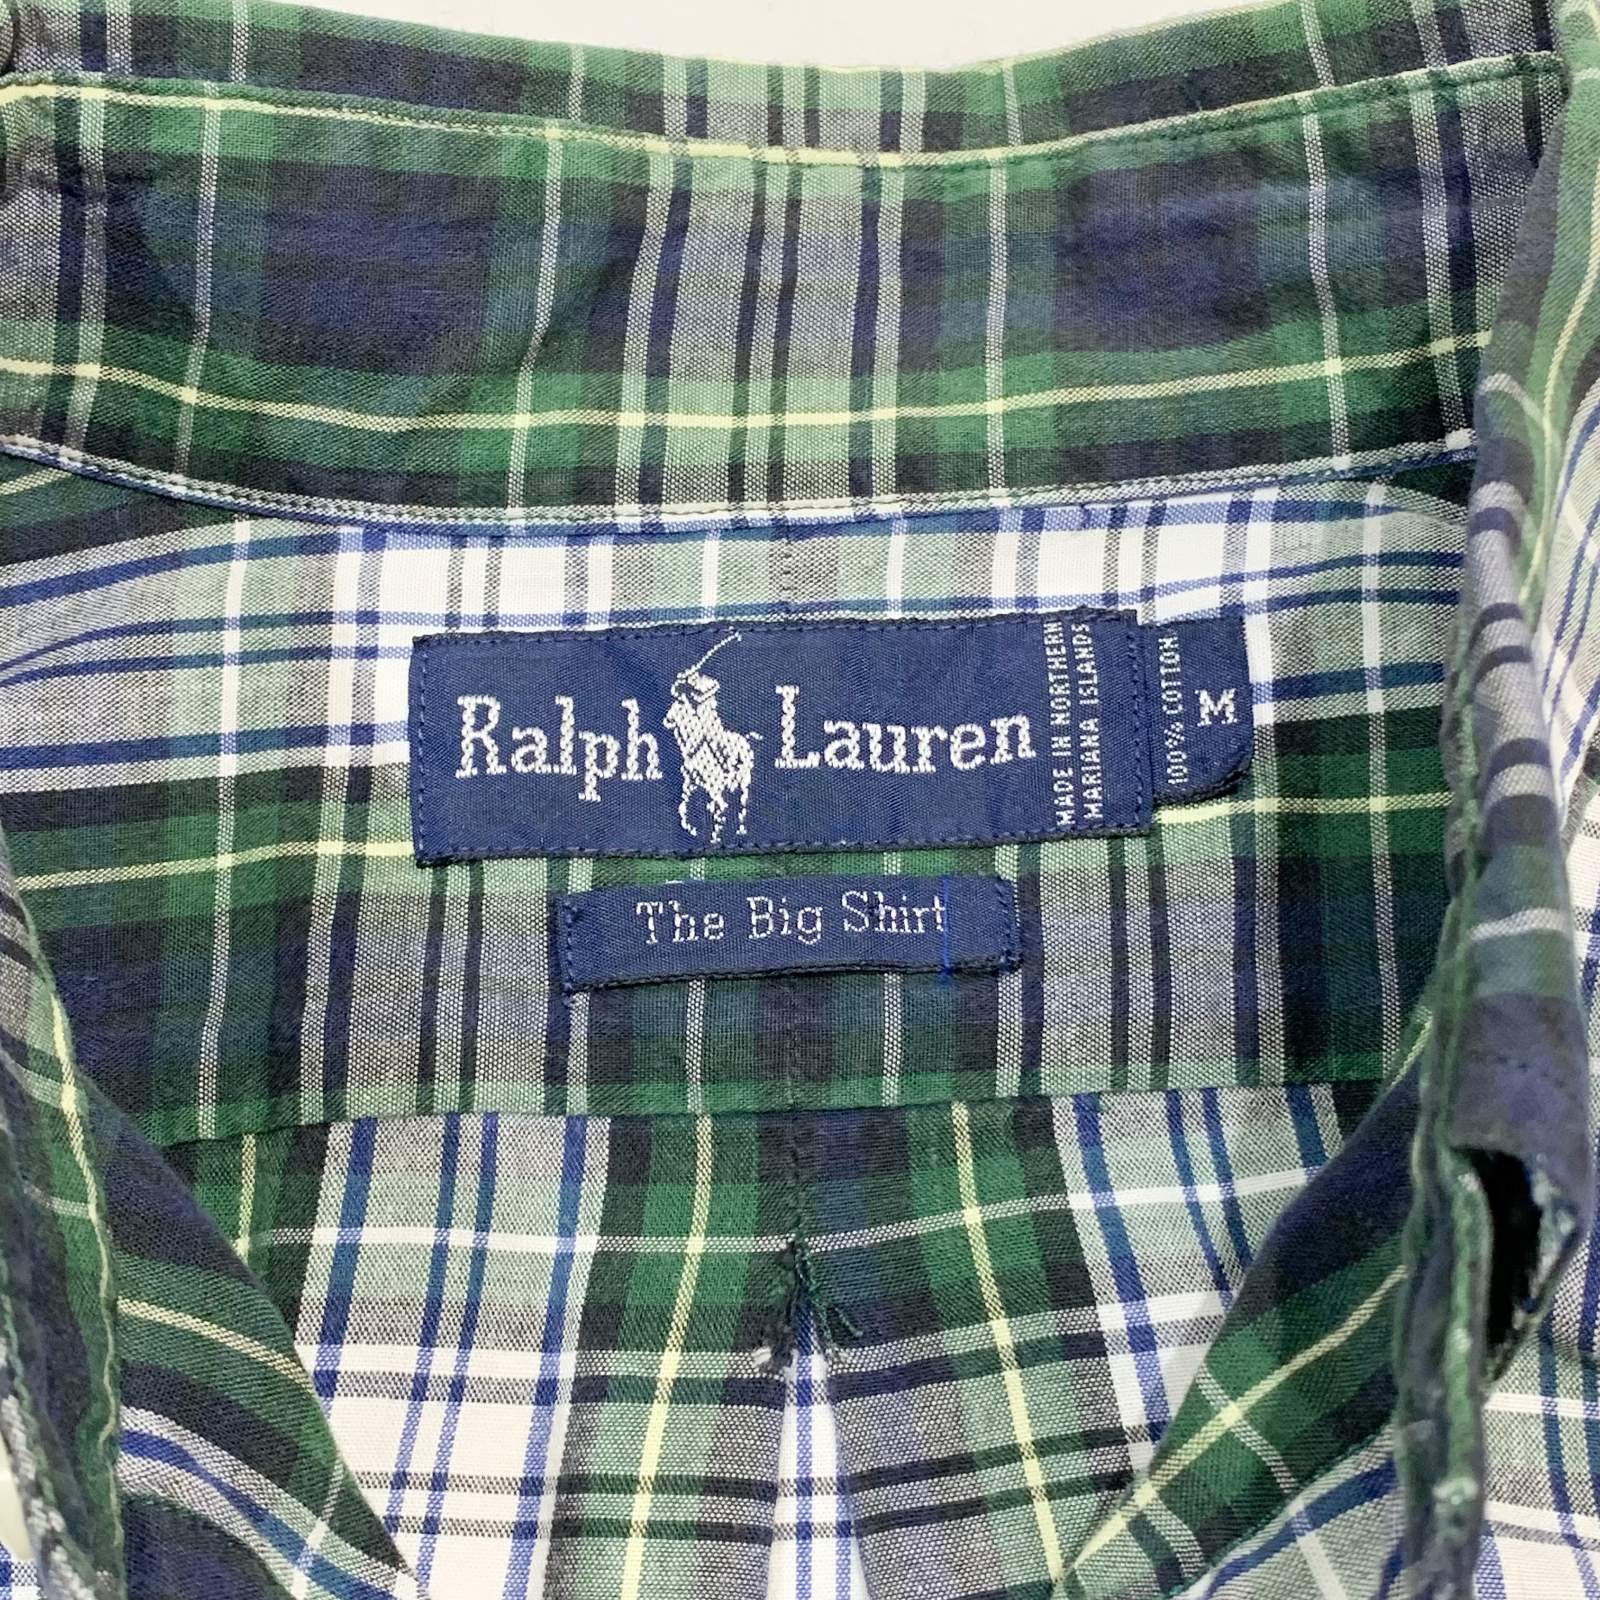 Ralph Lauren
MADE IN NORTHERN
MARIANA ISLANDS
100% COTTON
M
The Big Shirt